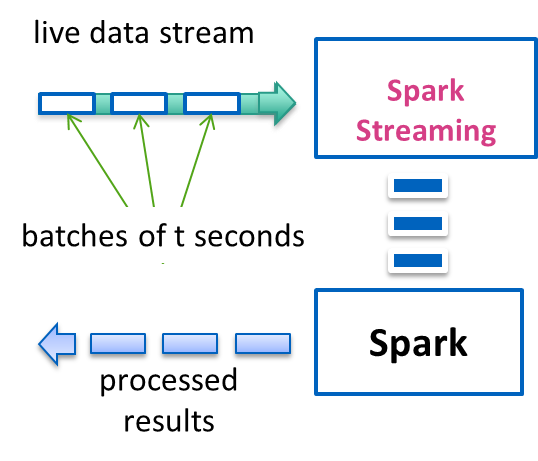 live data stream
Spark
Streaming
batches of t seconds
Spark
processed
results